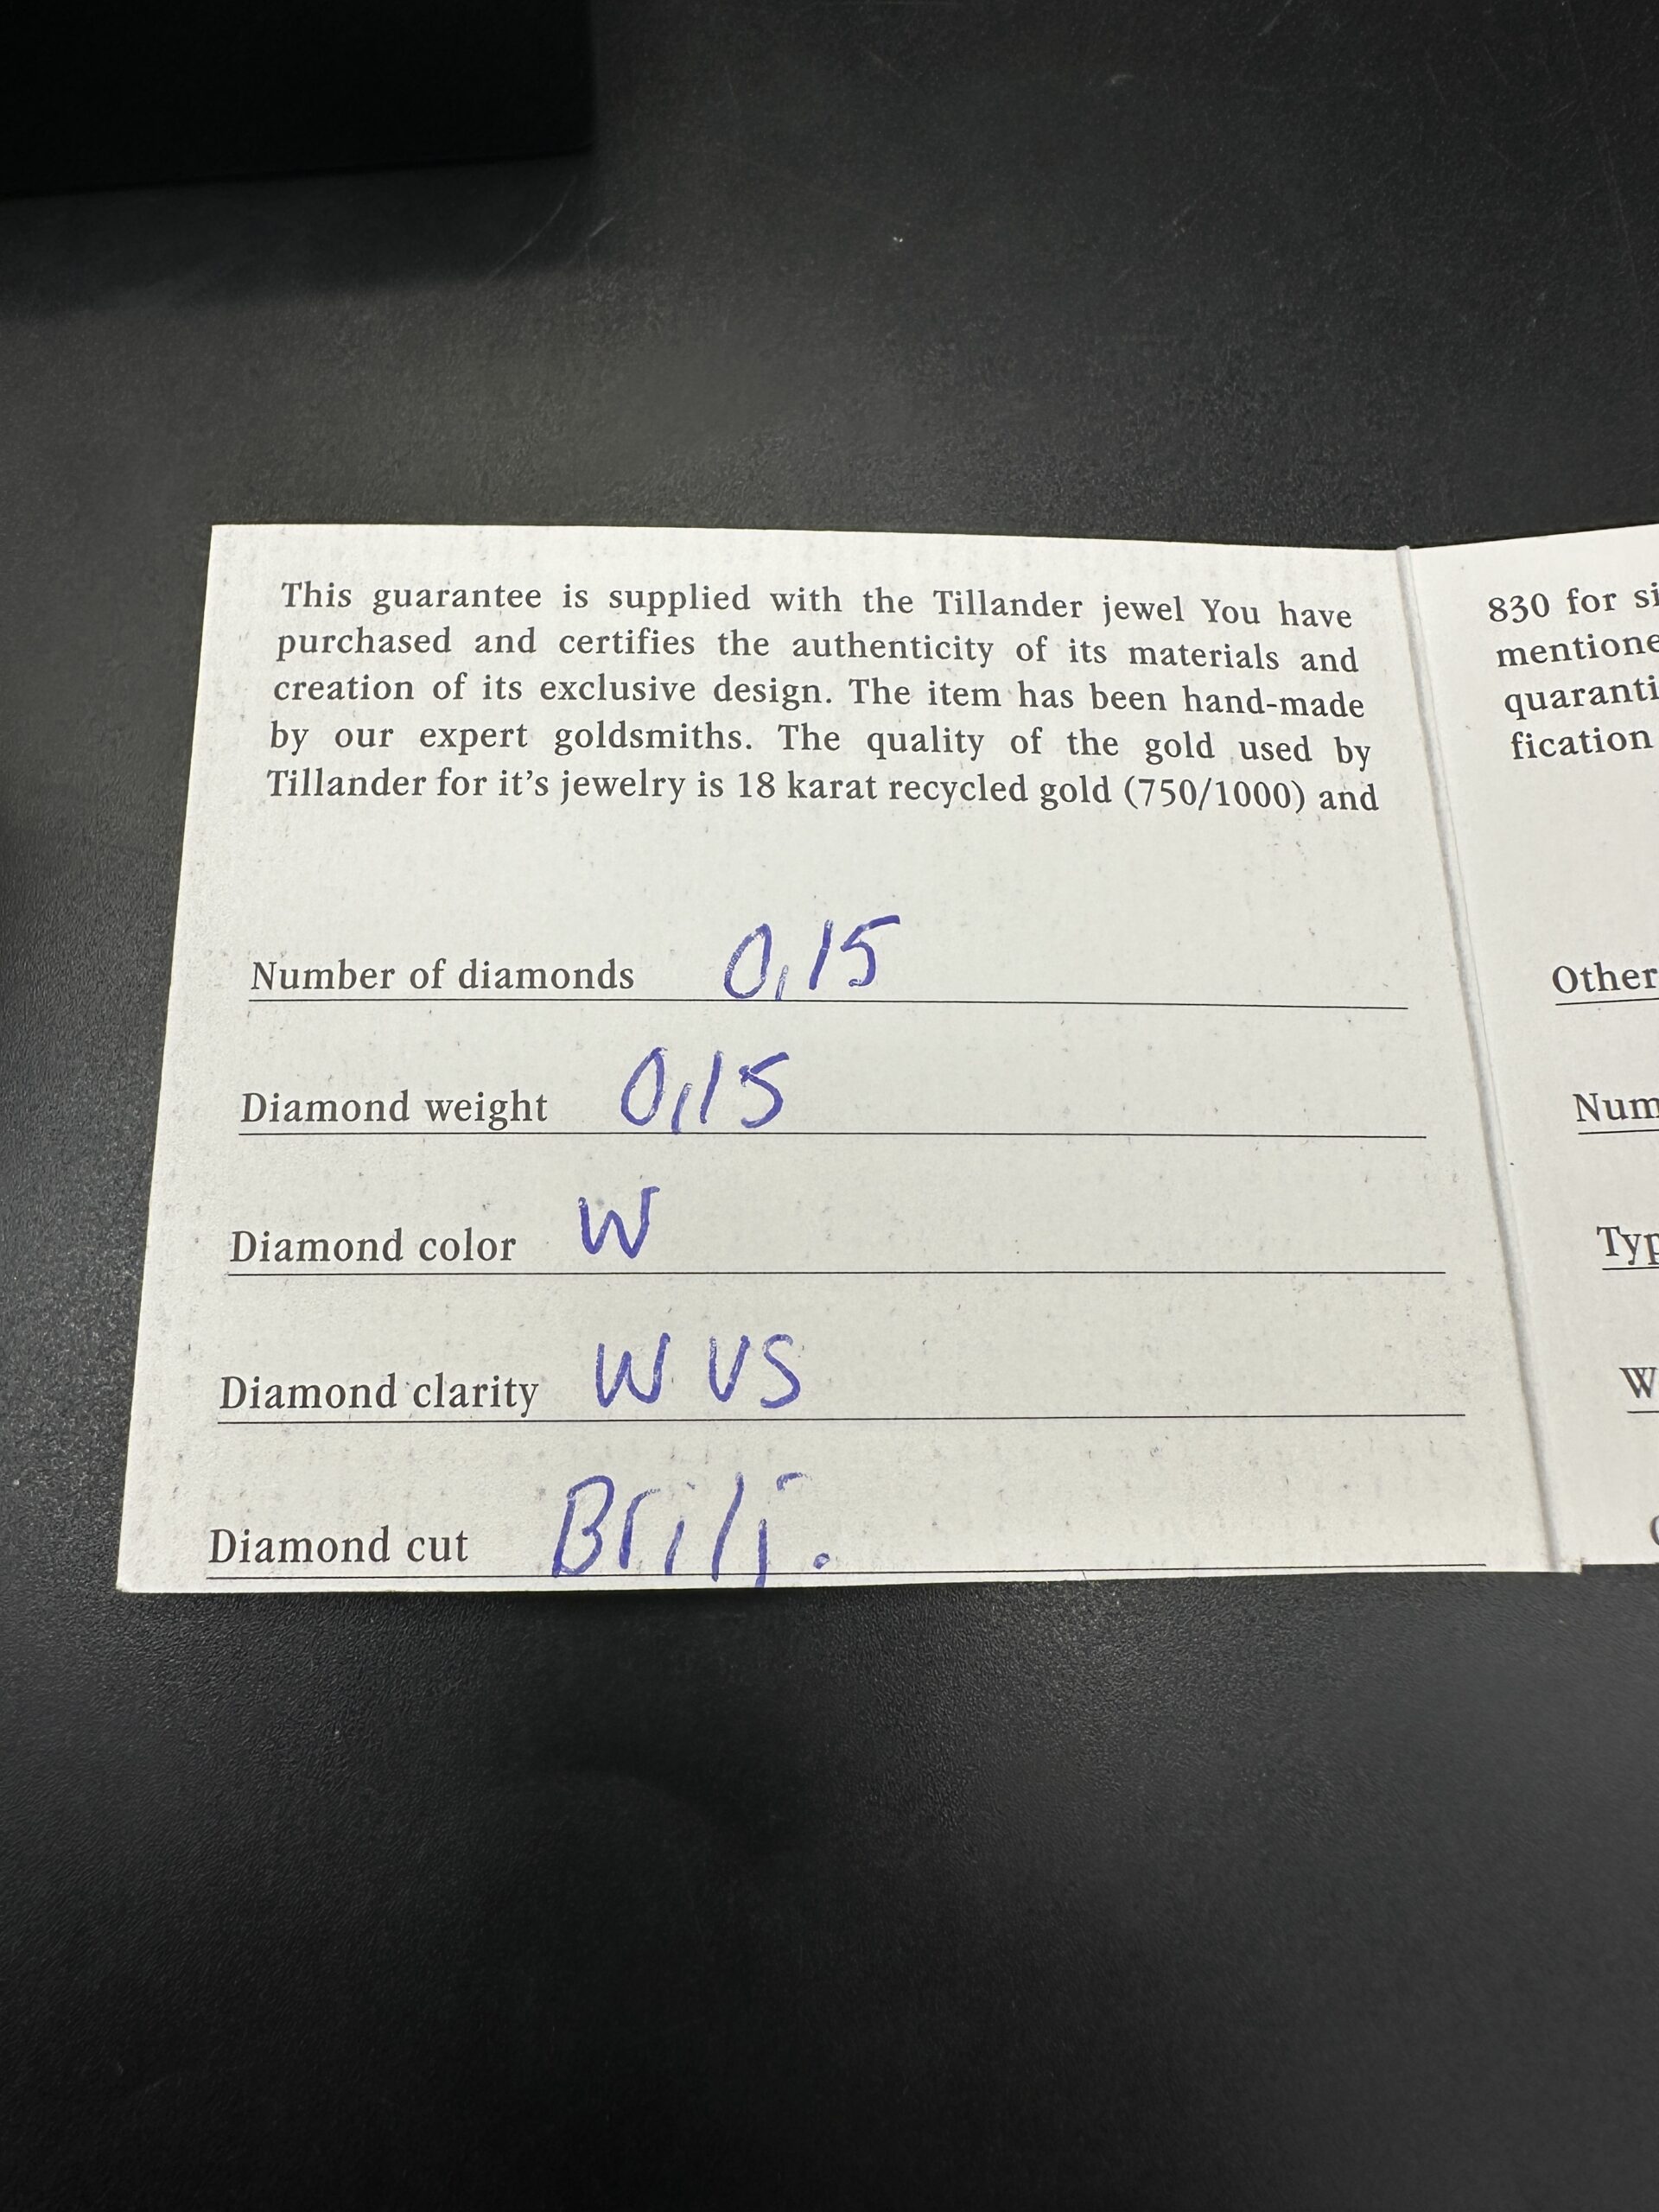 This guarantee is supplied with the Tillander jewel You have
purchased and certifies the authenticity of its materials and
creation of its exclusive design. The item has been hand-made
by our expert goldsmiths. The quality of the gold used by
Tillander for it's jewelry is 18 karat recycled gold (750/1000) and
Number of diamonds 0,15
Diamond weight 0,15
Diamond color W
Diamond clarity W VS
Diamond cut Brilj.
830 for si
mentione
quaranti
fication
Other
Num
Typ
W